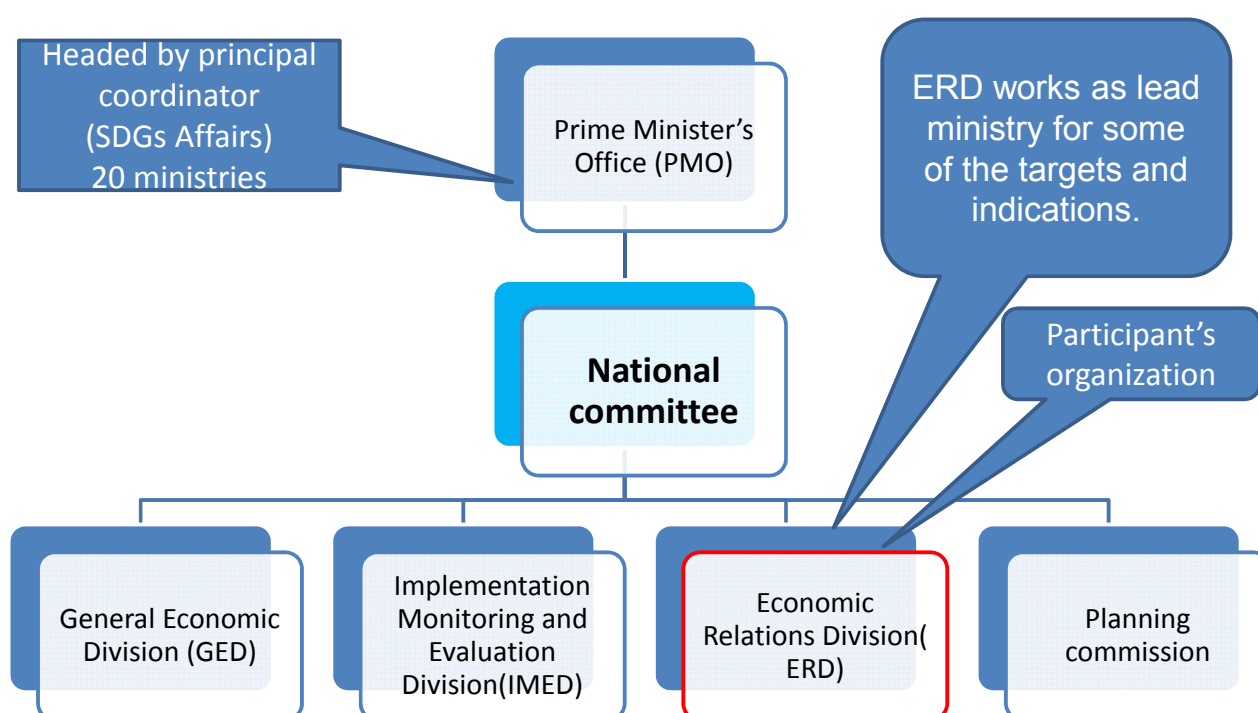 Headed by principal
coordinator
(SDGs Affairs)
20 ministries
Prime Minister’s
Office (PMO)
ERD works as lead
ministry for some
of the targets and
indications.
National
committee
Participant’s
organization
General Economic
Division (GED)
Implementation
Monitoring and
Evaluation
Division(IMED)
Economic
Relations Division(
ERD)
Planning
commission